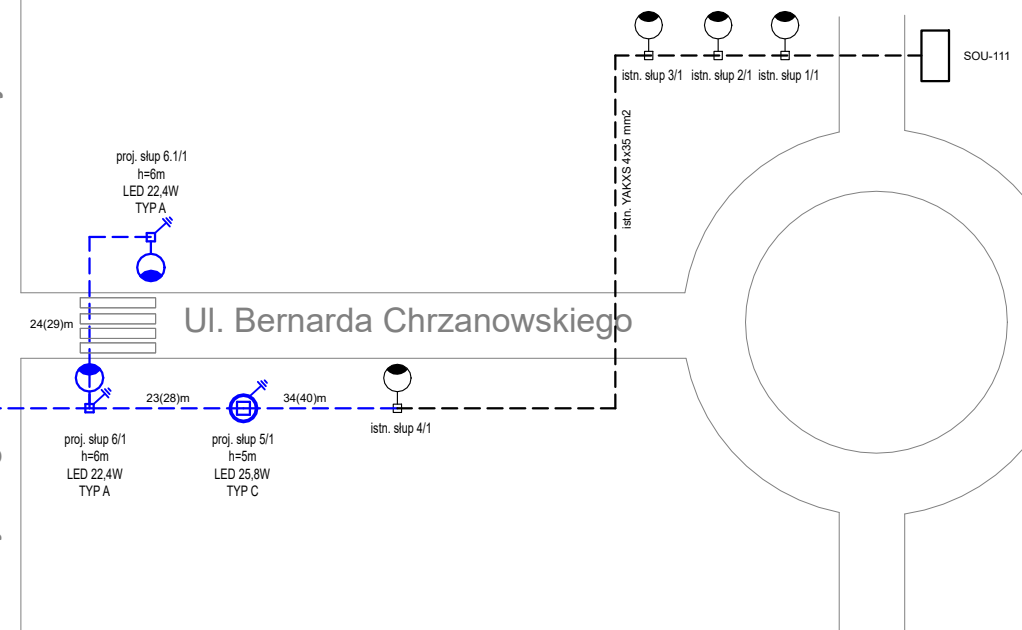 istn. słup 3/1
istn. słup 2/1
istn. słup 1/1
SOU-111
istn. YAKXS 4x35 mm2
proj. słup 6.1/1
h=6m
LED 22,4W
TYP A
24(29)m
Ul. Bernarda Chrzanowskiego
23(28)m
34(40)m
istn. słup 4/1
proj. słup 6/1
h=6m
LED 22,4W
TYP A
proj. słup 5/1
h=5m
LED 25,8W
TYP C